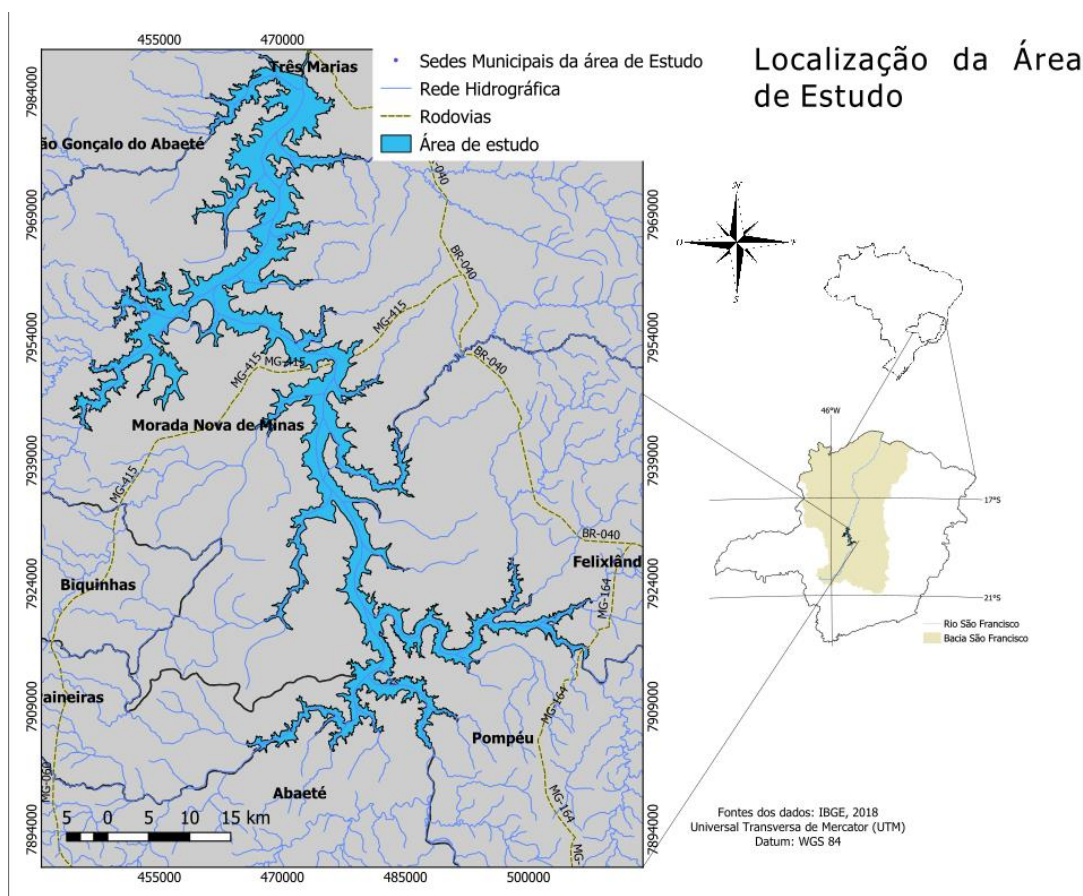 Localização da Área
de Estudo
455000
470000
Três Marias
Sedes Municipais da área de Estudo
Rede Hidrográfica
Rodovias
Área de estudo
7984000
ão Gonçalo do Abaeté
BR-040
7969000
7969000
BR-040
MG-415
7954000
7954000
BR-040
MG-415
MG-415
Morada Nova de Minas
7939000
7939000
MG-415
BR-040
Felixlând
Biquinhas
7924000
7924000
MG-164
raineiras
7909000
7909000
MG-164
Pompéu
Abaeté
MG-060
MG-164
5 0 5 10 15 km
7894000
7894000
MG-
455000
470000
485000
500000
N
O
S
46°W
17°S
21°S
Rio São Francisco
Bacia São Francisco
Fontes dos dados: IBGE, 2018
Universal Transversa de Mercator (UTM)
Datum: WGS 84